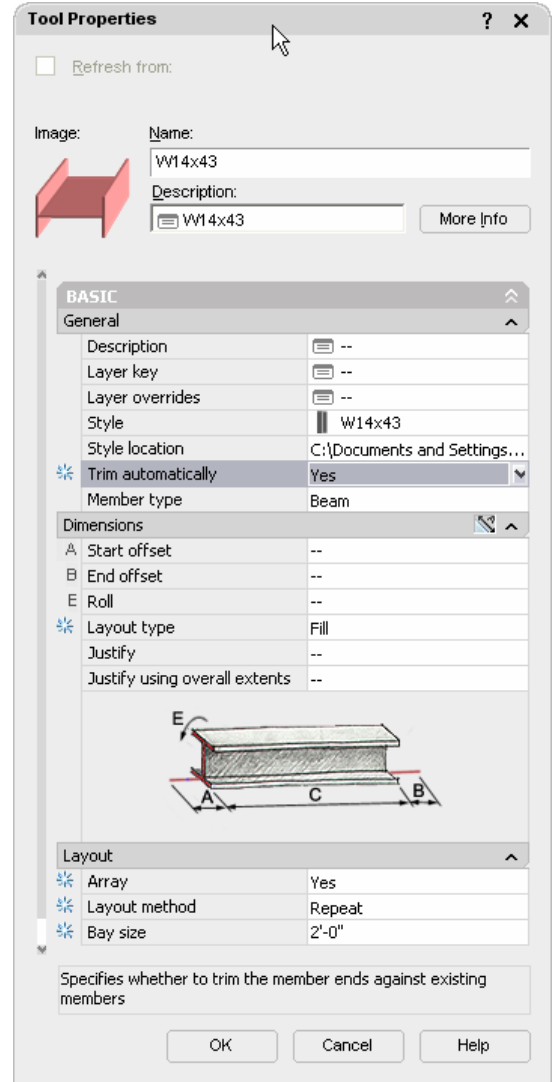 Tool Properties ? X
Refresh from:
Image: Name:
W14x43
Description:
W14x43 More Info
BASIC
General
Description --
Layer key --
Layer overrides --
Style W14x43
Style location C:\Documents and Settings...
Trim automatically Yes
Member type Beam
Dimensions
A Start offset --
B End offset --
E Roll --
Layout type Fill
Justify --
Justify using overall extents --
E
A C B
Layout
Array Yes
Layout method Repeat
Bay size 2'-0"
Specifies whether to trim the member ends against existing
members
OK Cancel Help